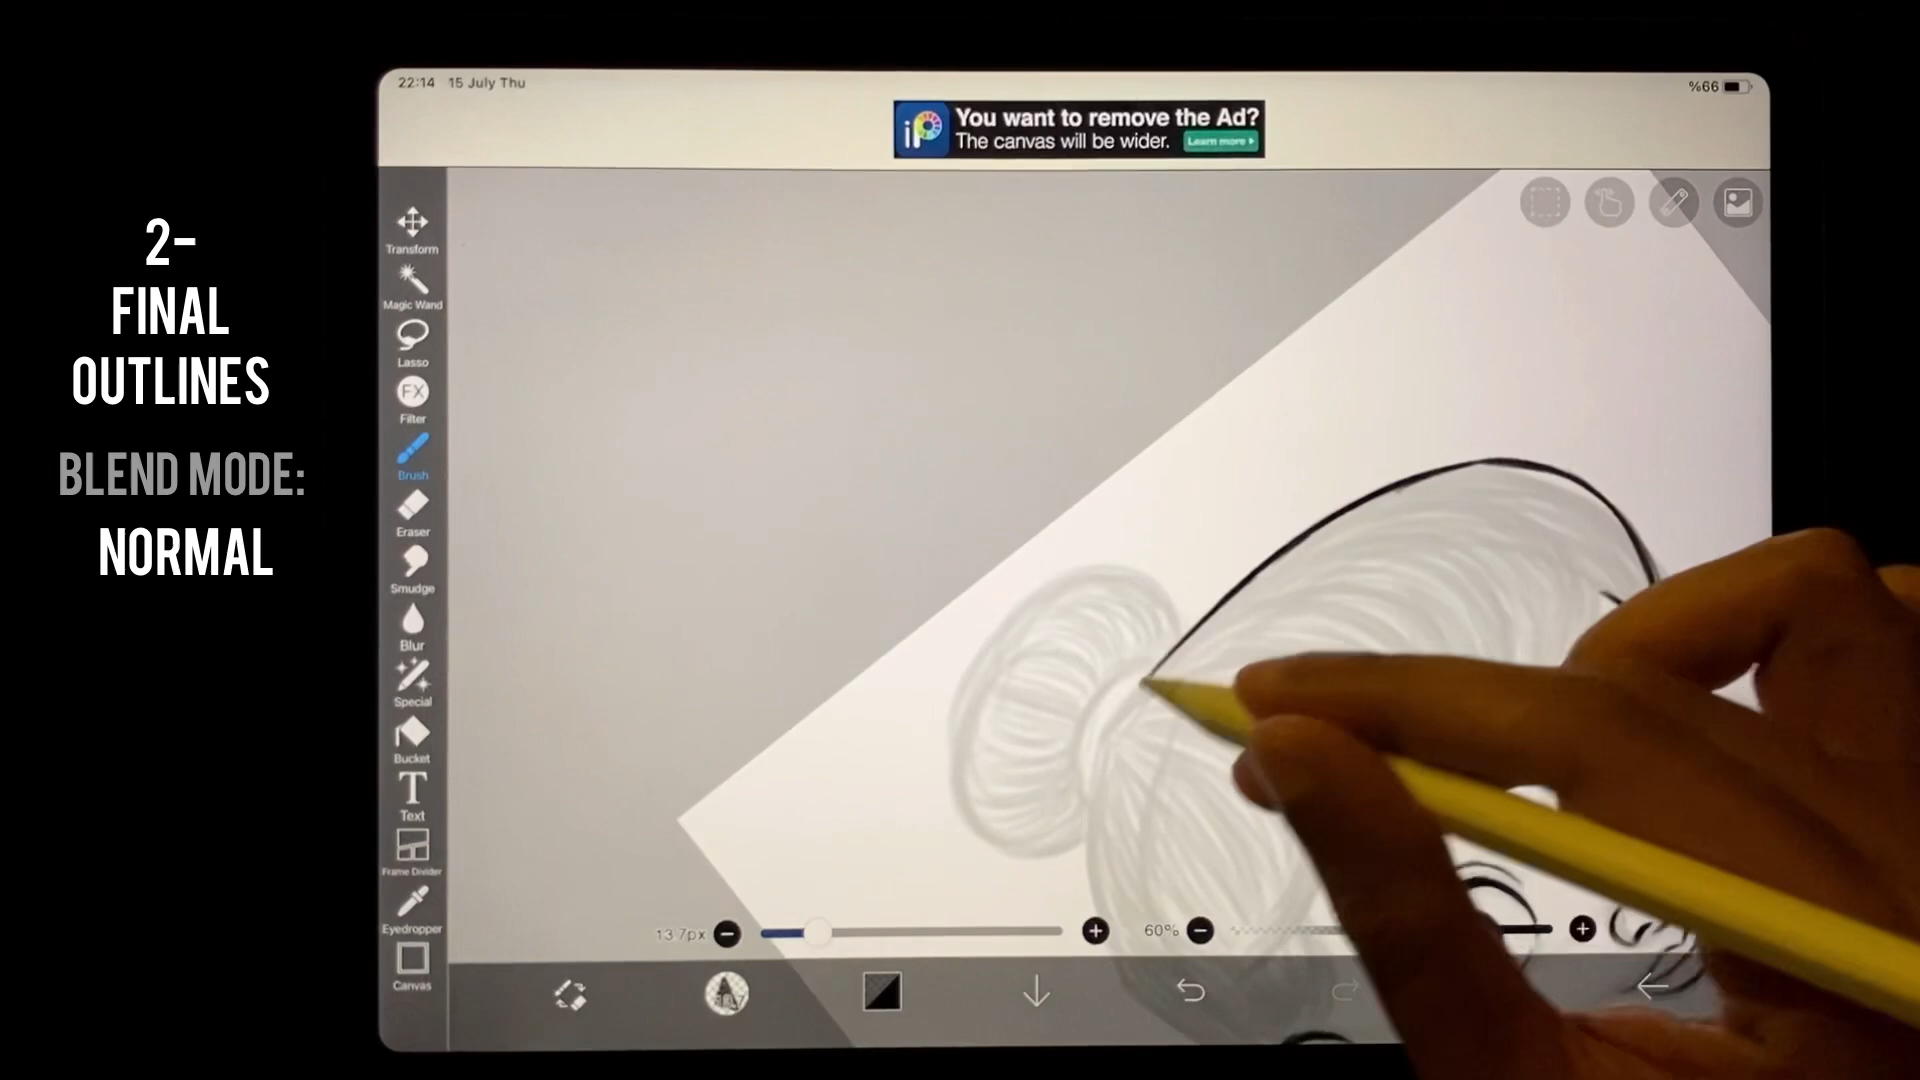 2-
FINAL
OUTLINES
BLEND MODE:
NORMAL
22:14 15 July Thu
%66
iP
You want to remove the Ad?
The canvas will be wider.
Learn more
Transform
Magic Wand
Lasso
FX
Filter
Brush
Eraser
Smudge
Blur
Special
Bucket
T
Text
Frame Divider
Eyedropper
Canvas
13.7px
60%